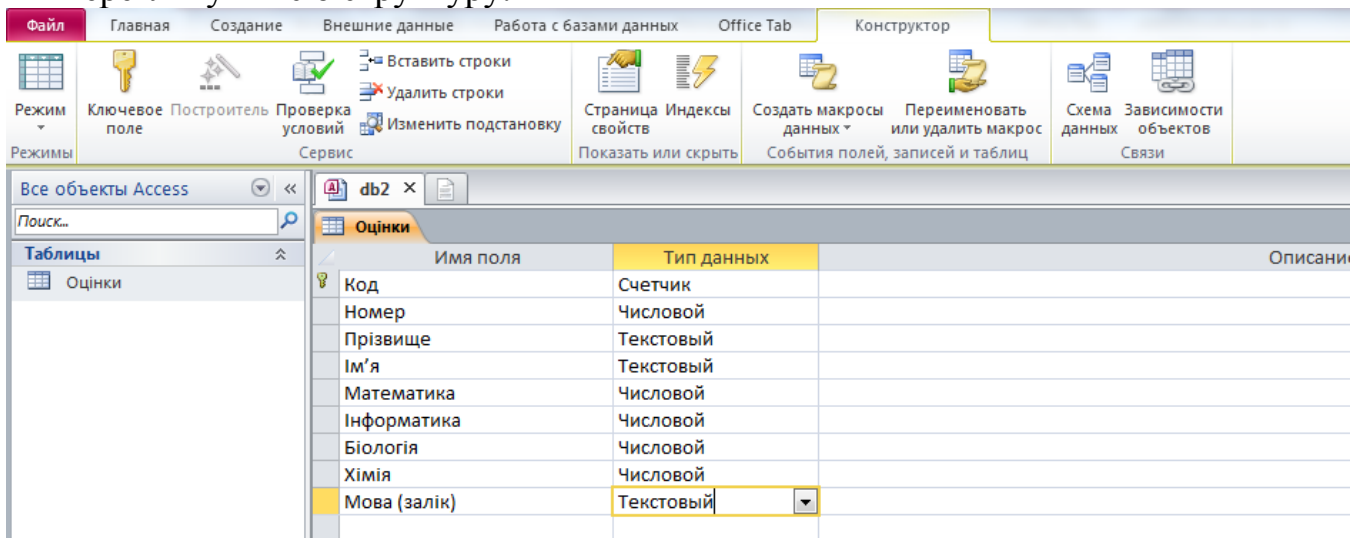 Файл Главная Создание Внешние данные Работа с базами данных Office Tab Конструктор
Режим
Ключевое поле
Построитель
Проверка условий
Вставить строки
Удалить строки
Изменить подстановку
Страница свойств
Индексы
Создать макросы данных
Переименовать или удалить макрос
Схема данных
Зависимости объектов
Режимы Сервис Показать или скрыть События полей, записей и таблиц Связи
Все объекты Access « db2 ×
Поиск...
Оцінки
Таблицы
Оцінки
Имя поля Тип данных Описание
Код Счетчик
Номер Числовой
Прізвище Текстовый
Ім’я Текстовый
Математика Числовой
Інформатика Числовой
Біологія Числовой
Хімія Числовой
Мова (залік) Текстовый